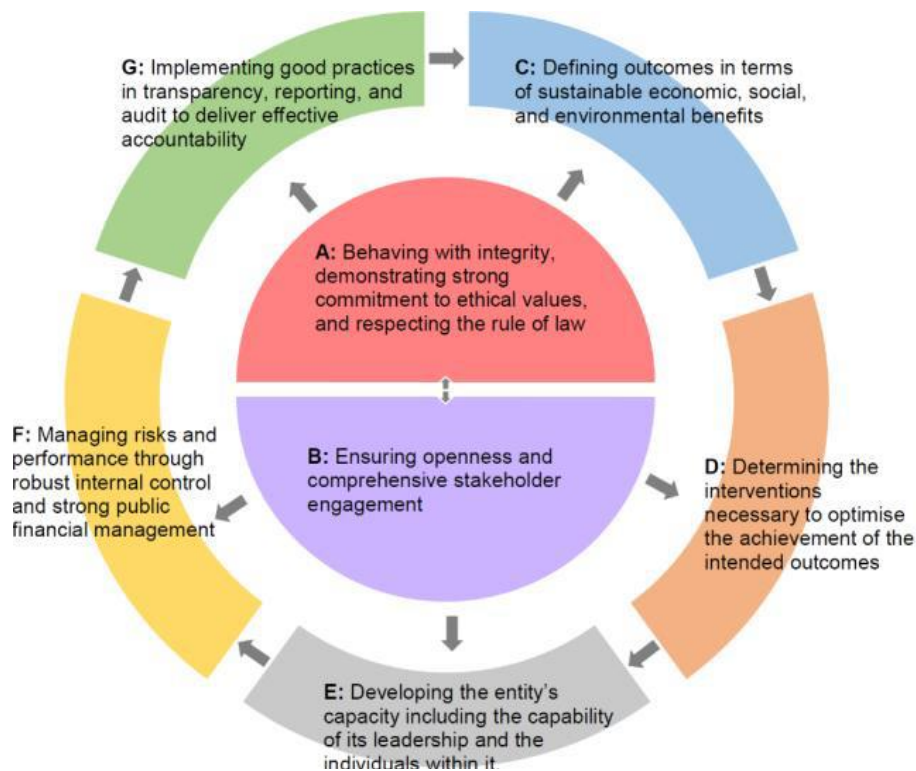 G: Implementing good practices
in transparency, reporting, and
audit to deliver effective
accountability
C: Defining outcomes in terms
of sustainable economic, social,
and environmental benefits
A: Behaving with integrity,
demonstrating strong
commitment to ethical values,
and respecting the rule of law
F: Managing risks and
performance through
robust internal control
and strong public
financial management
B: Ensuring openness and
comprehensive stakeholder
engagement
D: Determining the
interventions
necessary to optimise
the achievement of the
intended outcomes
E: Developing the entity’s
capacity including the capability
of its leadership and the
individuals within it.